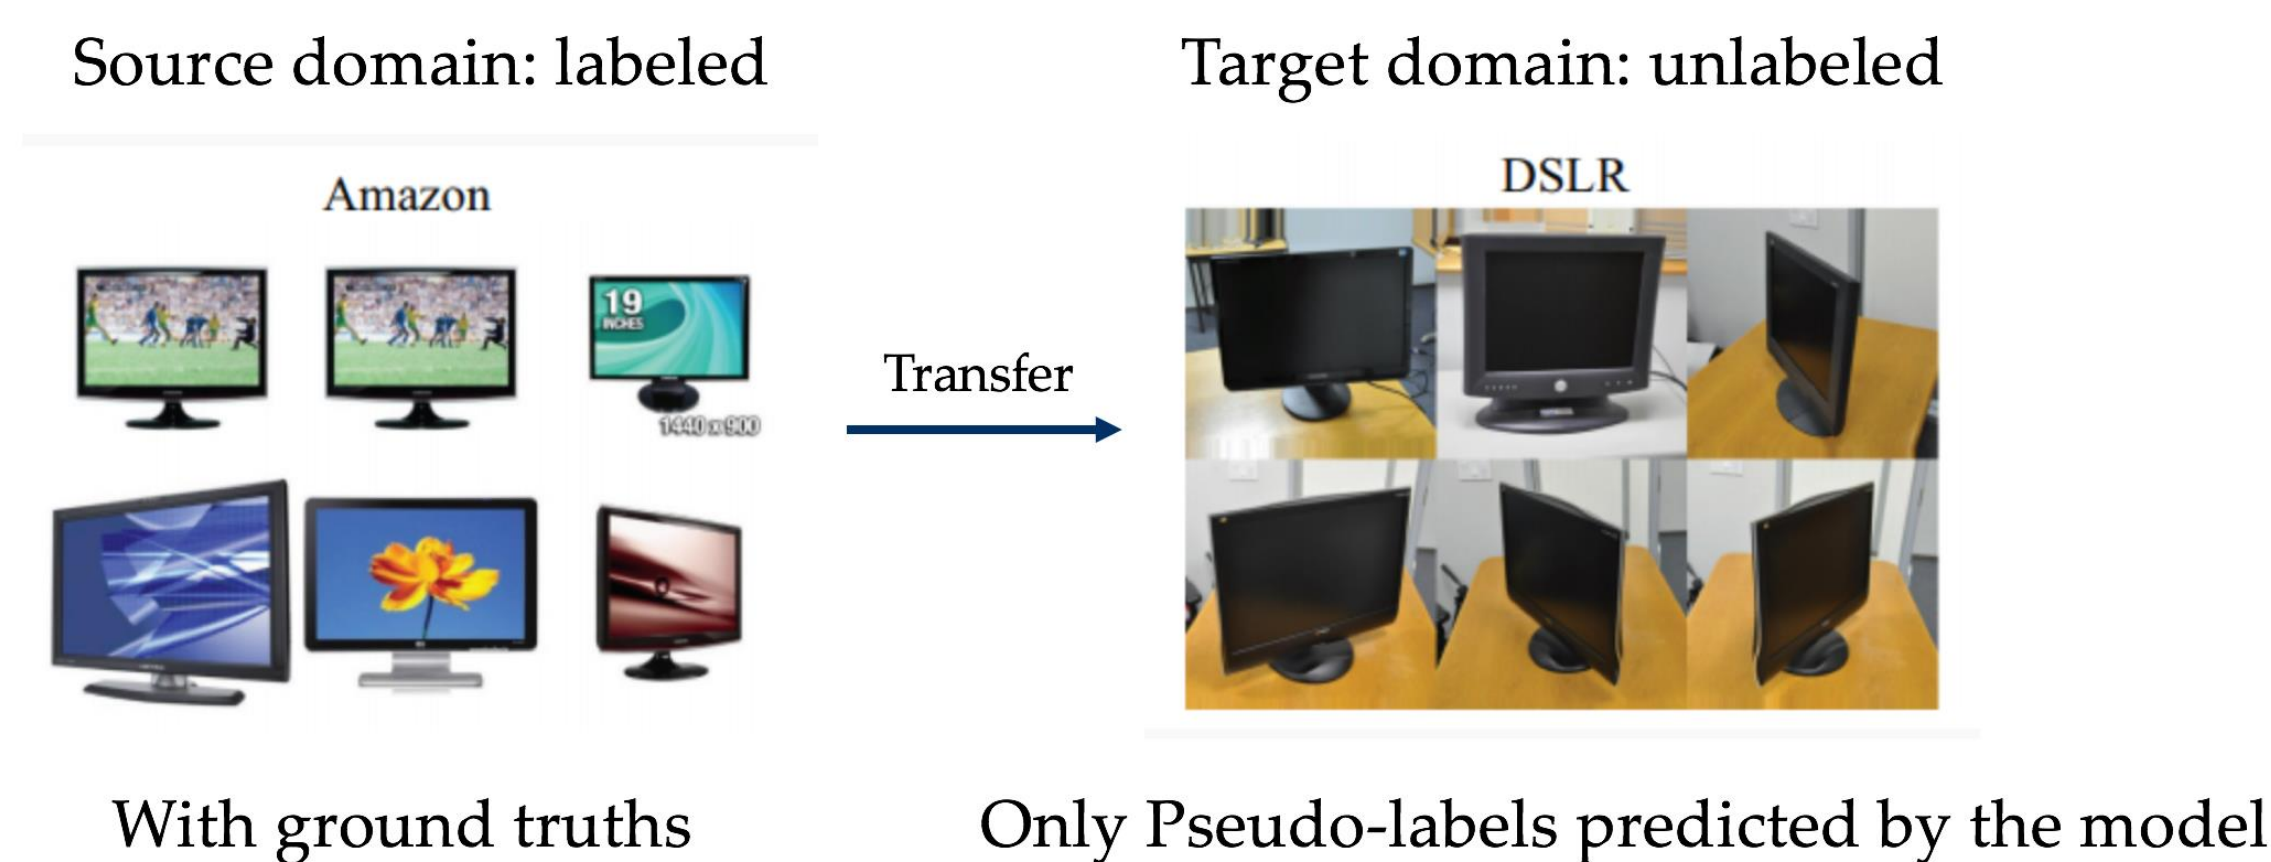 Source domain: labeled
Target domain: unlabeled
Amazon
DSLR
19
INCHES
1440 x 900
Transfer
With ground truths
Only Pseudo-labels predicted by the model